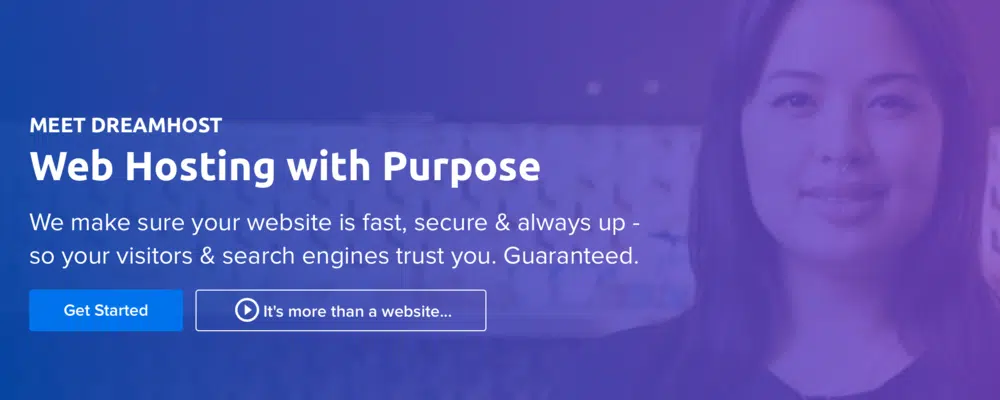 MEET DREAMHOST
Web Hosting with Purpose
We make sure your website is fast, secure & always up -
so your visitors & search engines trust you. Guaranteed.
Get Started
It's more than a website...